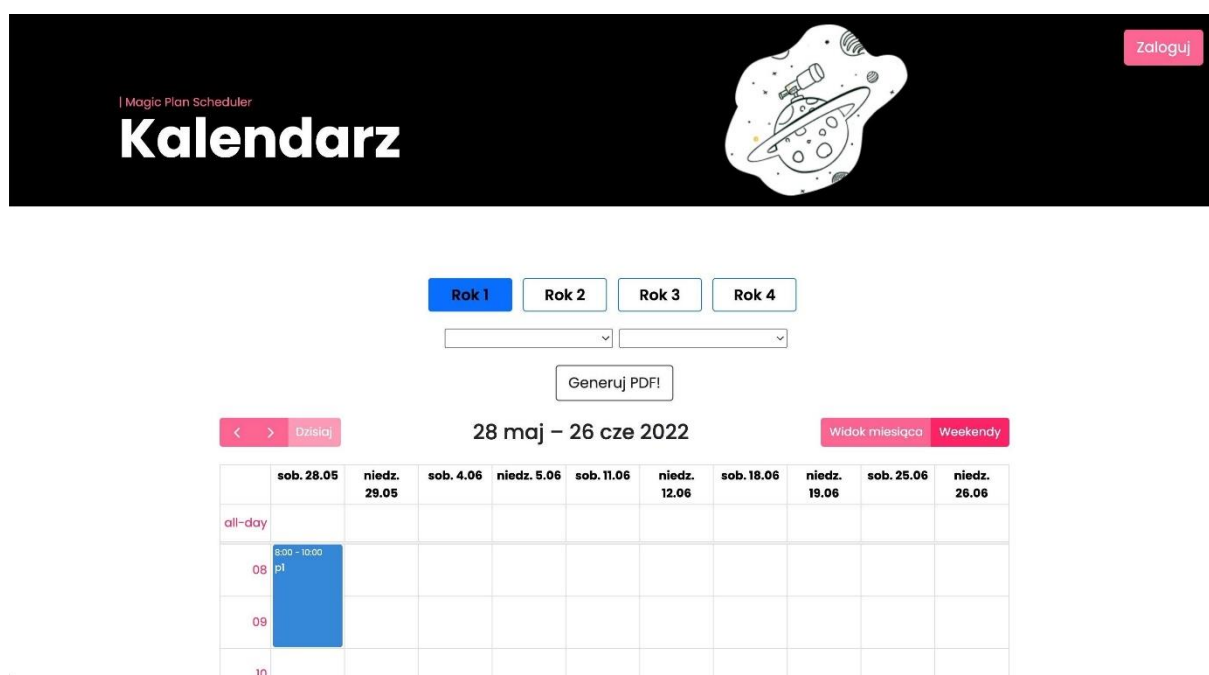 Zaloguj
| Magic Plan Scheduler
Kalendarz
Rok 1 Rok 2 Rok 3 Rok 4
Generuj PDF!
< > Dzisiaj 28 maj – 26 cze 2022 Widok miesiąca Weekendy
sob. 28.05 niedz. 29.05 sob. 4.06 niedz. 5.06 sob. 11.06 niedz. 12.06 sob. 18.06 niedz. 19.06 sob. 25.06 niedz. 26.06
all-day
8:00 - 10:00
08 p1
09
10